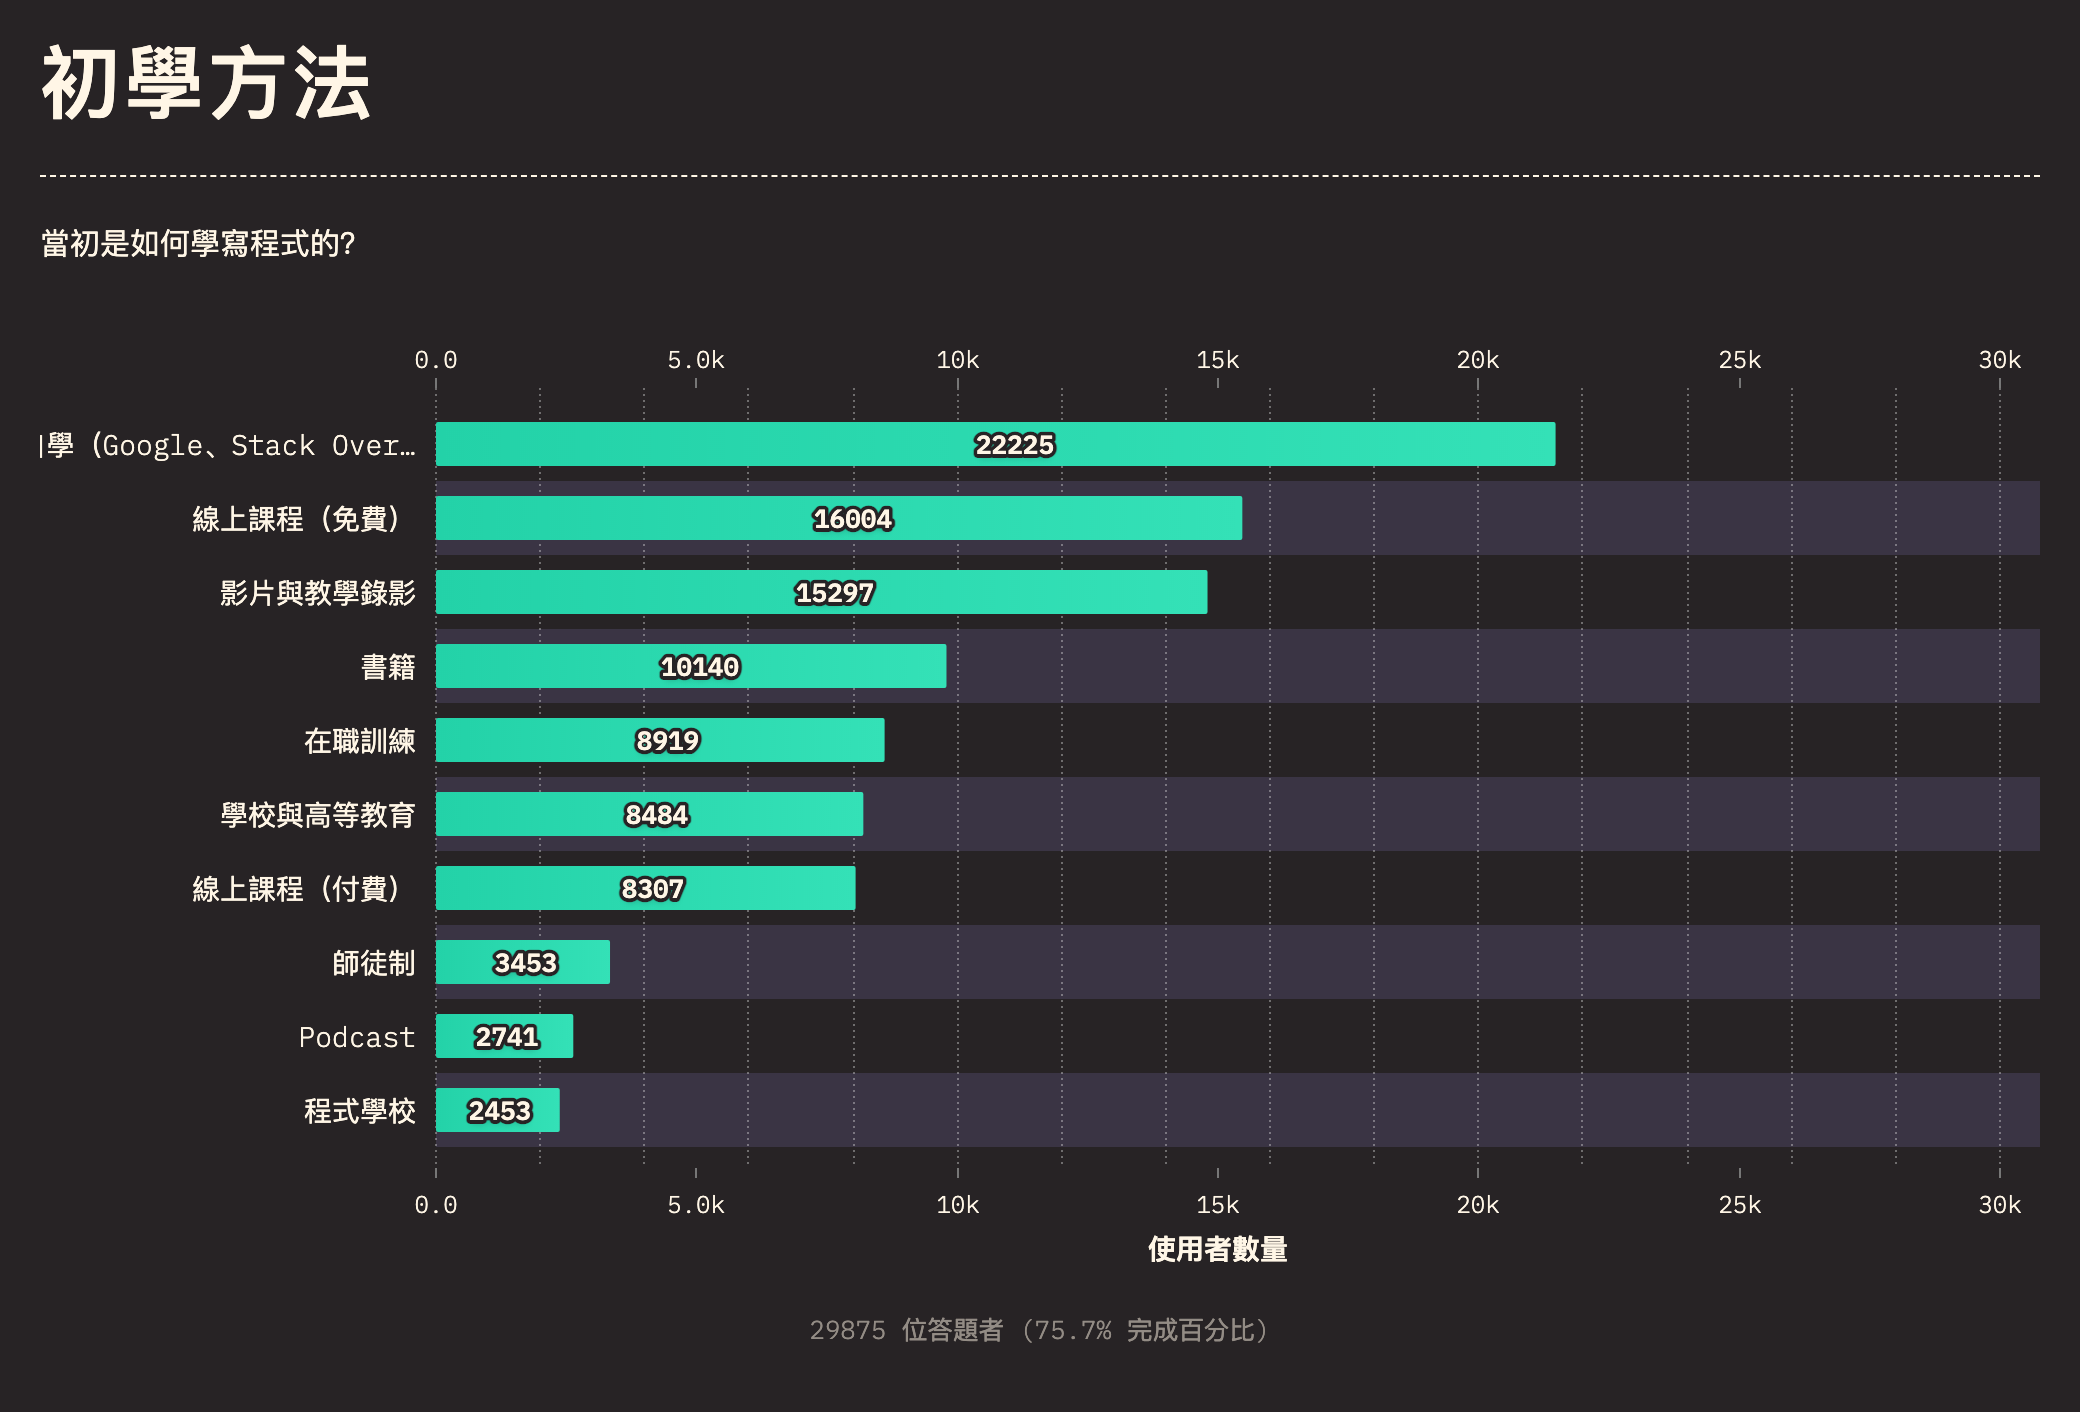 初學方法
當初是如何學寫程式的?
0.0 5.0k 10k 15k 20k 25k 30k
學（Google、Stack Over… 22225
線上課程（免費） 16004
影片與教學錄影 15297
書籍 10140
在職訓練 8919
學校與高等教育 8484
線上課程（付費） 8307
師徒制 3453
Podcast 2741
程式學校 2453
0.0 5.0k 10k 15k 20k 25k 30k
使用者數量
29875 位答題者 (75.7% 完成百分比)